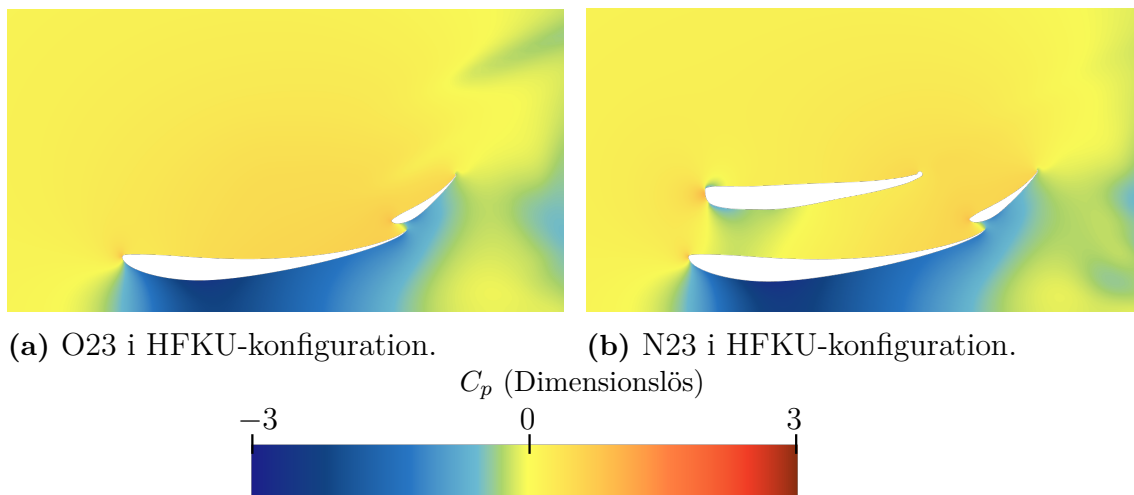 (a) O23 i HFKU-konfiguration.
(b) N23 i HFKU-konfiguration.
C_p (Dimensionslös)
−3 0 3